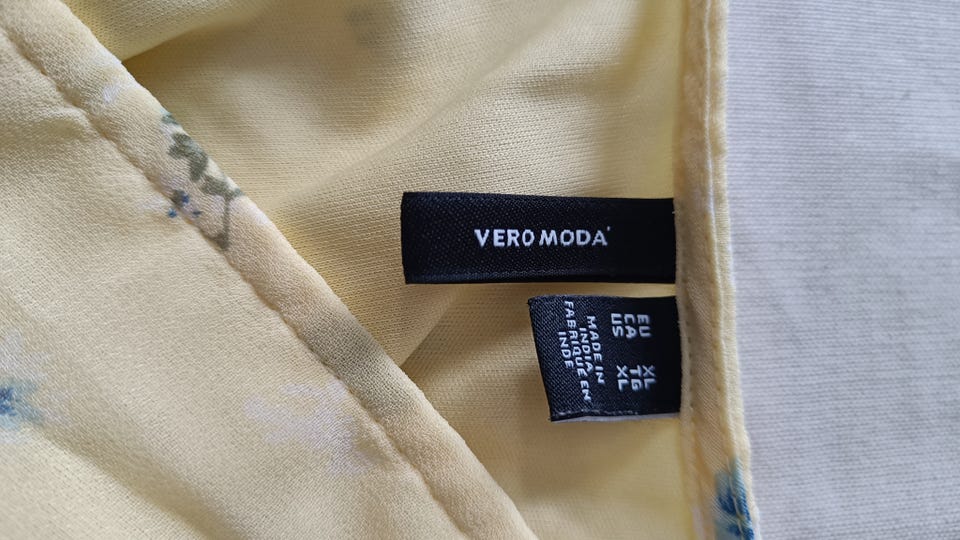 VERO MODA
EU XL
CA TG
US XL
MADE IN
INDIA
FABRIQUÉ EN
INDE